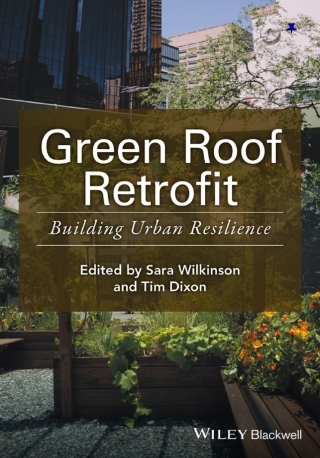 Green Roof
Retrofit
Building Urban Resilience
Edited by Sara Wilkinson
and Tim Dixon
WILEY Blackwell